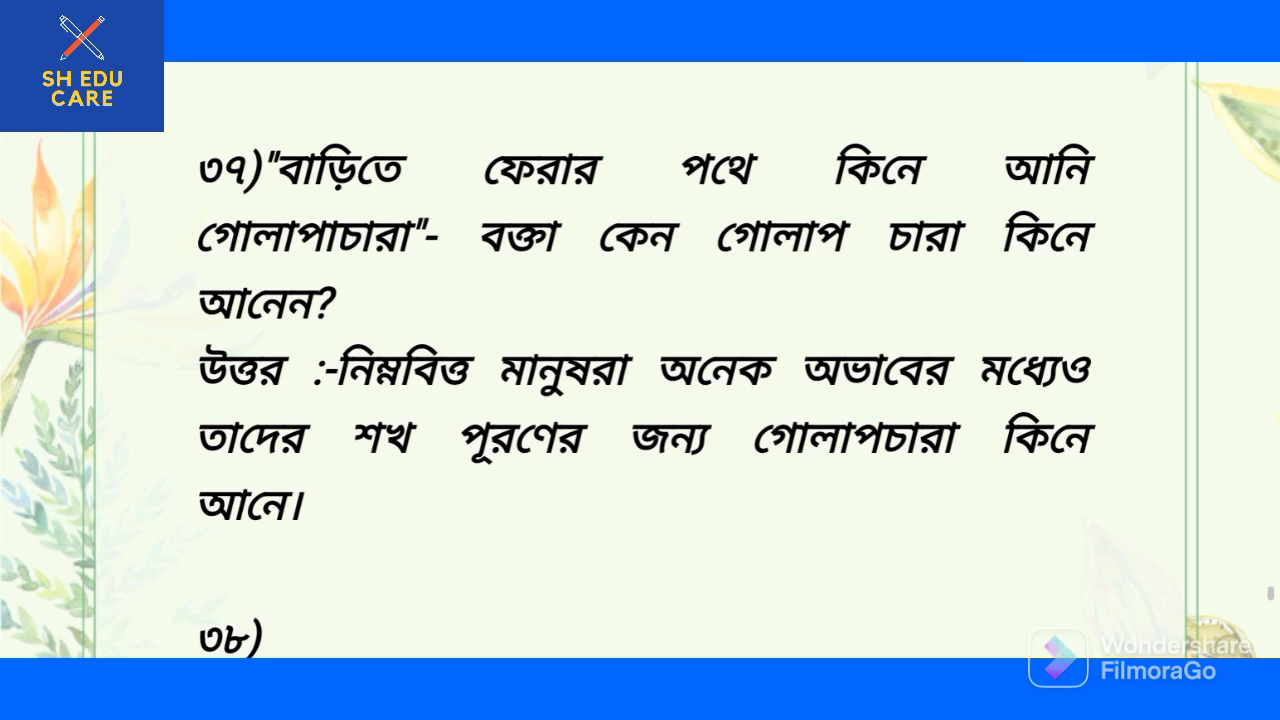 SH EDU
CARE
৩৭)"বাড়িতে ফেরার পথে কিনে আনি
গোলাপাচারা"- বক্তা কেন গোলাপ চারা কিনে
আনেন?
উত্তর :-নিম্নবিত্ত মানুষরা অনেক অভাবের মধ্যেও
তাদের শখ পূরণের জন্য গোলাপচারা কিনে
আনে।
৩৮)
Wondershare
FilmoraGo